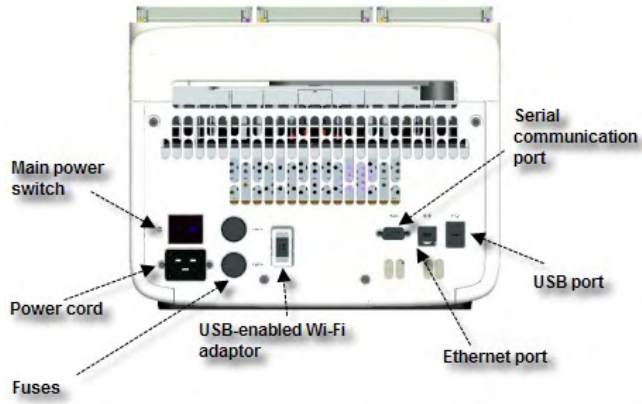 Serial
communication
port
Main power
switch
Power cord
USB-enabled Wi-Fi
adaptor
USB port
Ethernet port
Fuses